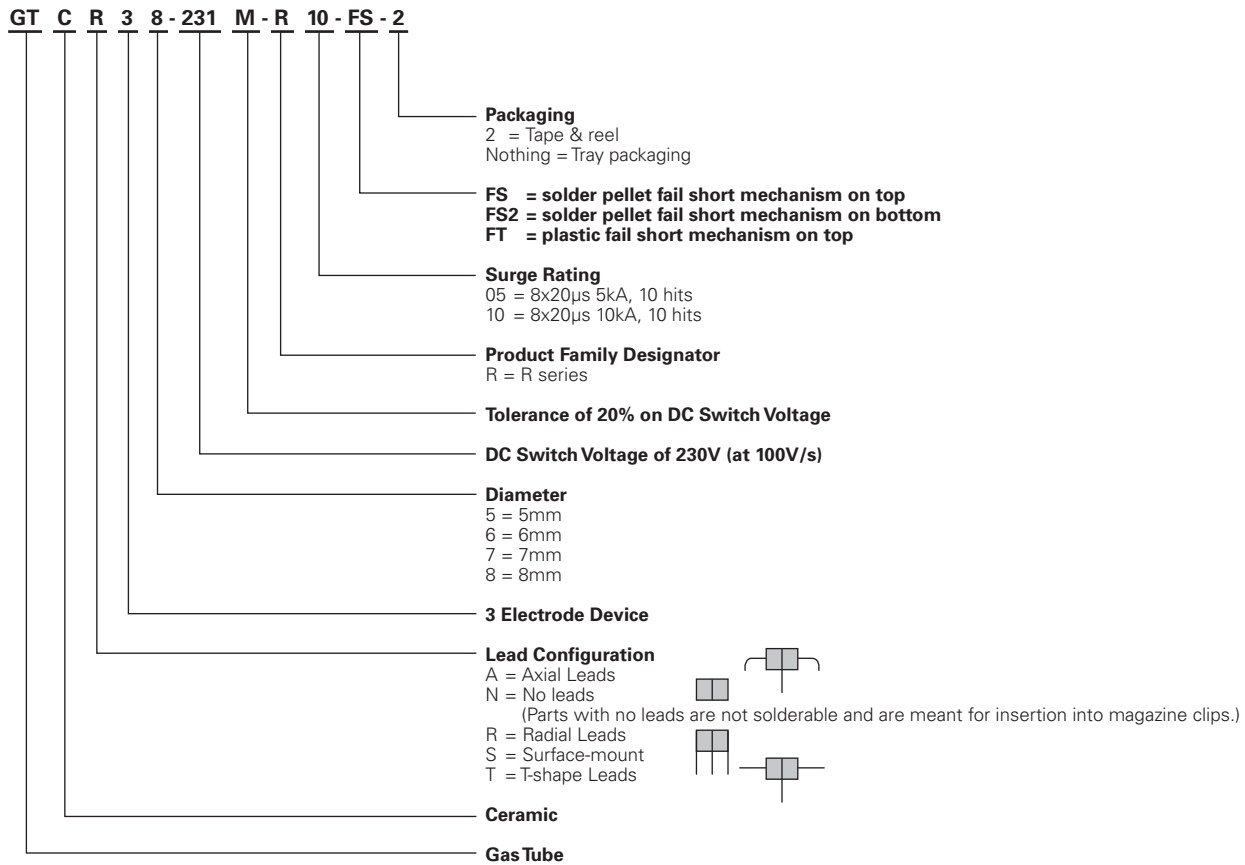 GT C R 3 8 - 231 M - R 10 - FS - 2
Packaging
2 = Tape & reel
Nothing = Tray packaging
FS = solder pellet fail short mechanism on top
FS2 = solder pellet fail short mechanism on bottom
FT = plastic fail short mechanism on top
Surge Rating
05 = 8x20µs 5kA, 10 hits
10 = 8x20µs 10kA, 10 hits
Product Family Designator
R = R series
Tolerance of 20% on DC Switch Voltage
DC Switch Voltage of 230V (at 100V/s)
Diameter
5 = 5mm
6 = 6mm
7 = 7mm
8 = 8mm
3 Electrode Device
Lead Configuration
A = Axial Leads
N = No leads
(Parts with no leads are not solderable and are meant for insertion into magazine clips.)
R = Radial Leads
S = Surface-mount
T = T-shape Leads
Ceramic
Gas Tube